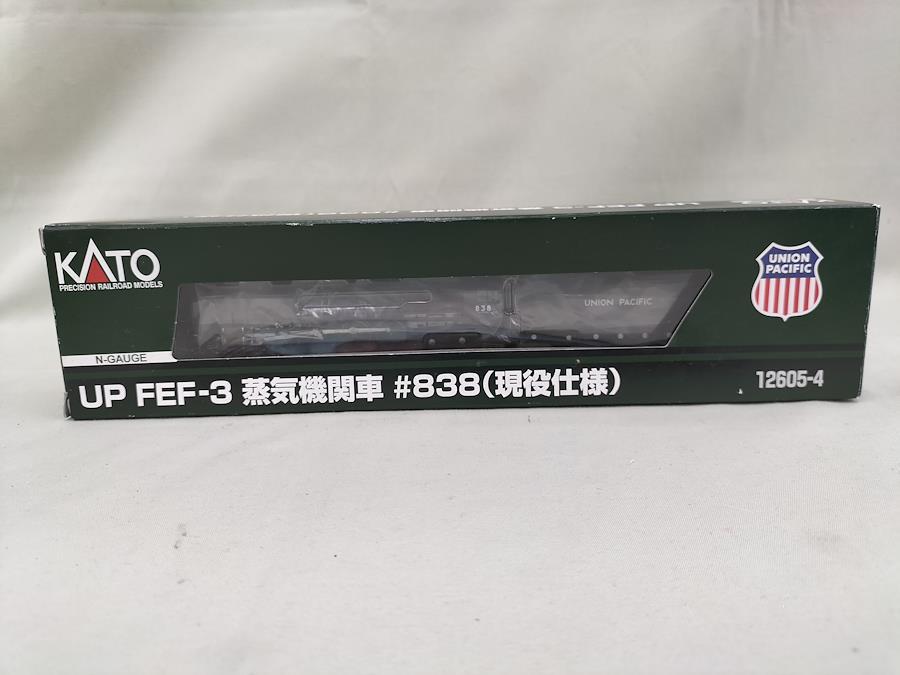 KATO
PRECISION RAILROAD MODELS
UNION
PACIFIC
838
UNION PACIFIC
N-GAUGE
UP FEF-3 蒸気機関車 #838(現役仕様)
12605-4